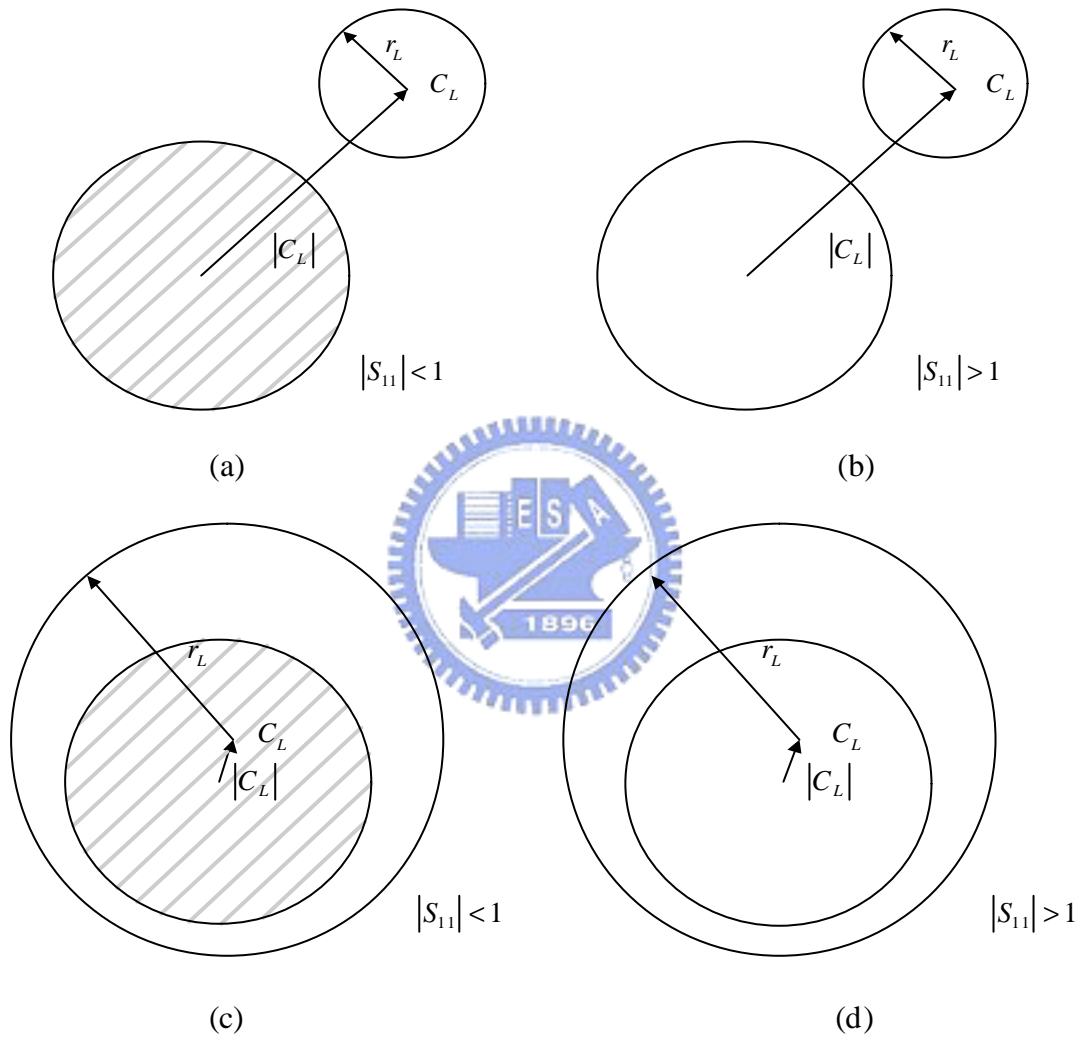 r_L
C_L
|C_L|
|S_11| < 1
(a)
r_L
C_L
|C_L|
|S_11| > 1
(b)
E S A
1896
r_L
C_L
|C_L|
|S_11| < 1
(c)
r_L
C_L
|C_L|
|S_11| > 1
(d)